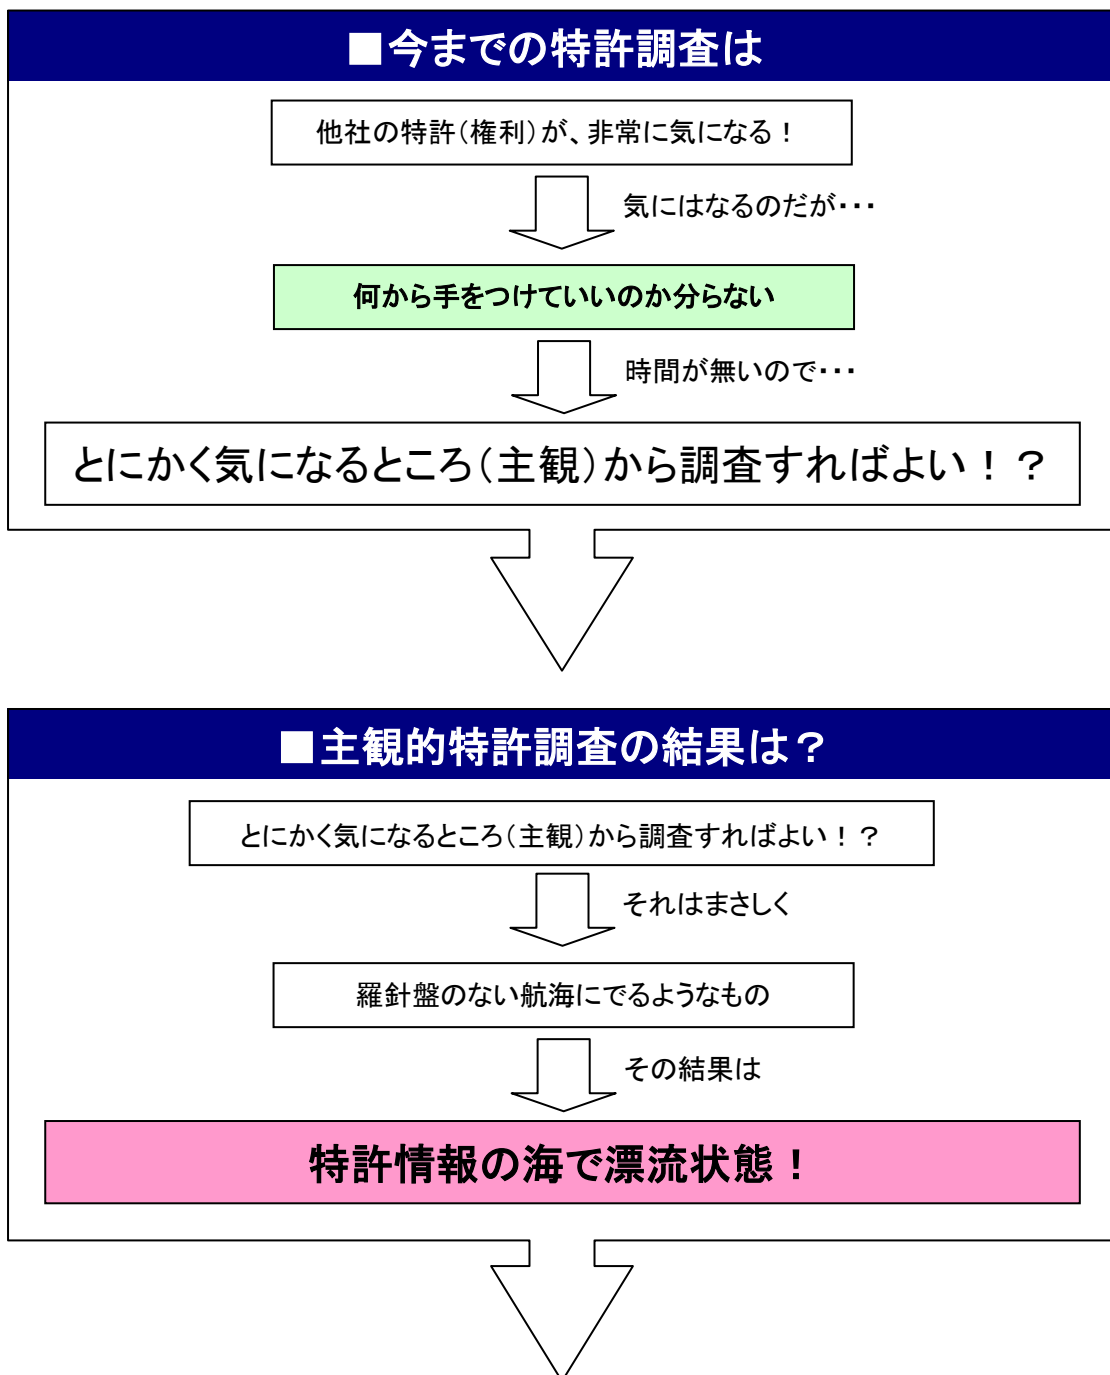 ■今までの特許調査は
他社の特許(権利)が、非常に気になる！
気にはなるのだが・・・
何から手をつけていいのか分らない
時間が無いので・・・
とにかく気になるところ(主観)から調査すればよい！？
■主観的特許調査の結果は？
とにかく気になるところ(主観)から調査すればよい！？
それはまさしく
羅針盤のない航海にでるようなもの
その結果は
特許情報の海で漂流状態！